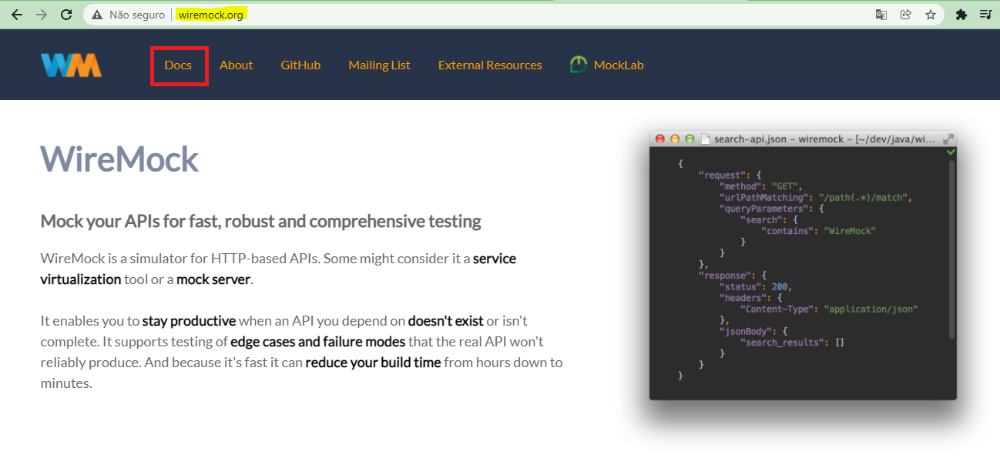 Não seguro | wiremock.org
WM
Docs About GitHub Mailing List External Resources MockLab
WireMock
Mock your APIs for fast, robust and comprehensive testing
WireMock is a simulator for HTTP-based APIs. Some might consider it a service
virtualization tool or a mock server.
It enables you to stay productive when an API you depend on doesn't exist or isn't
complete. It supports testing of edge cases and failure modes that the real API won't
reliably produce. And because it's fast it can reduce your build time from hours down to
minutes.
search-api.json – wiremock – [~/dev/java/wi...
{
"request": {
"method": "GET",
"urlPathMatching": "/path(.*)/match",
"queryParameters": {
"search": {
"contains": "WireMock"
}
}
},
"response": {
"status": 200,
"headers": {
"Content-Type": "application/json"
},
"jsonBody": {
"search_results": []
}
}
}